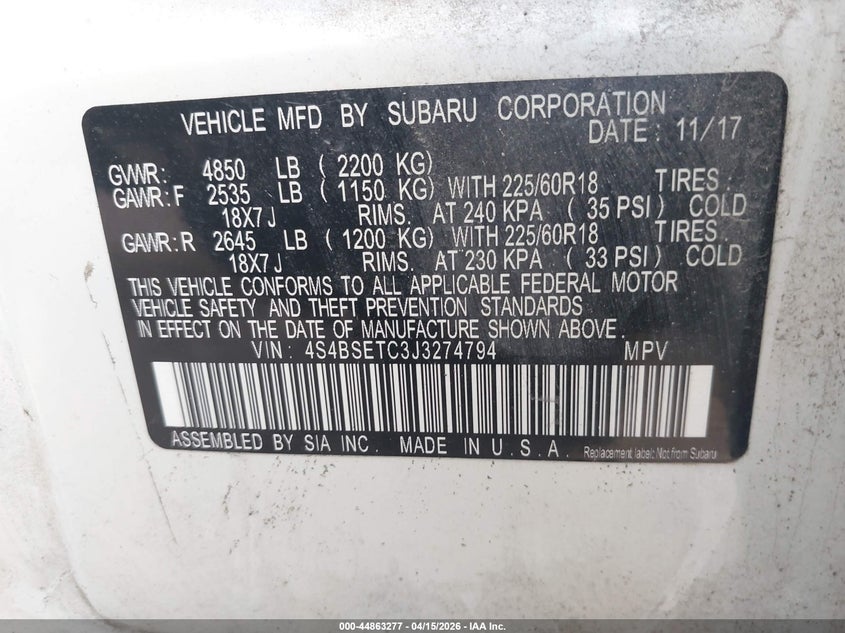 VEHICLE MFD BY SUBARU CORPORATION
DATE : 11/17
GVWR: 4850 LB ( 2200 KG)
GAWR: F 2535 LB ( 1150 KG) WITH 225/60R18 TIRES .
18X7 J RIMS. AT 240 KPA ( 35 PSI ) COLD
GAWR: R 2645 LB ( 1200 KG) WITH 225/60R18 TIRES.
18X7 J RIMS. AT 230 KPA ( 33 PSI ) COLD
THIS VEHICLE CONFORMS TO ALL APPLICABLE FEDERAL MOTOR
VEHICLE SAFETY AND THEFT PREVENTION STANDARDS
IN EFFECT ON THE DATE OF MANUFACTURE SHOWN ABOVE.
VIN : 4S4BSETC3J3274794 MPV
ASSEMBLED BY SIA INC. MADE IN U.S.A.
Replacement label: Not from Subaru
000-44863277 - 04/15/2026 - IAA Inc.